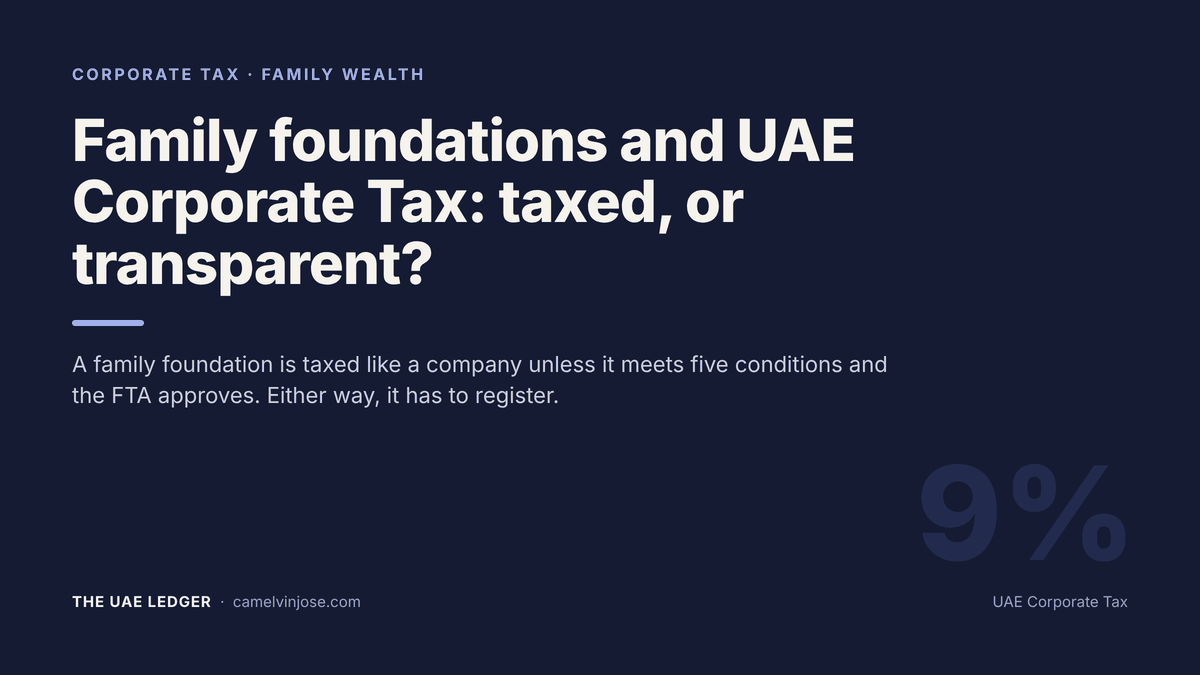 CORPORATE TAX · FAMILY WEALTH
Family foundations and UAE
Corporate Tax: taxed, or
transparent?
A family foundation is taxed like a company unless it meets five conditions and
the FTA approves. Either way, it has to register.
9%
THE UAE LEDGER · camelvinjose.com
UAE Corporate Tax